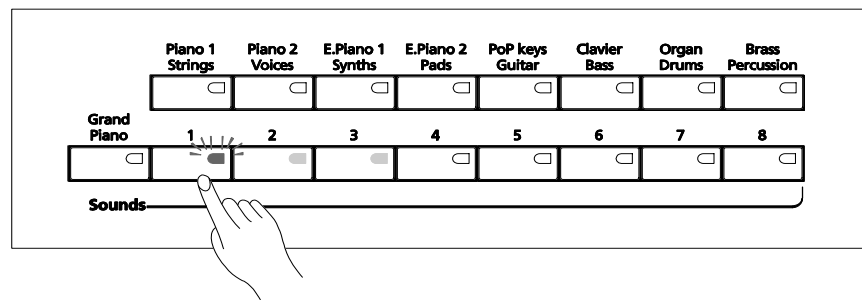 Piano 1 Piano 2 E.Piano 1 E.Piano 2 PoP keys Clavier Organ Brass
Strings Voices Synths Pads Guitar Bass Drums Percussion
Grand
Piano 1 2 3 4 5 6 7 8
Sounds